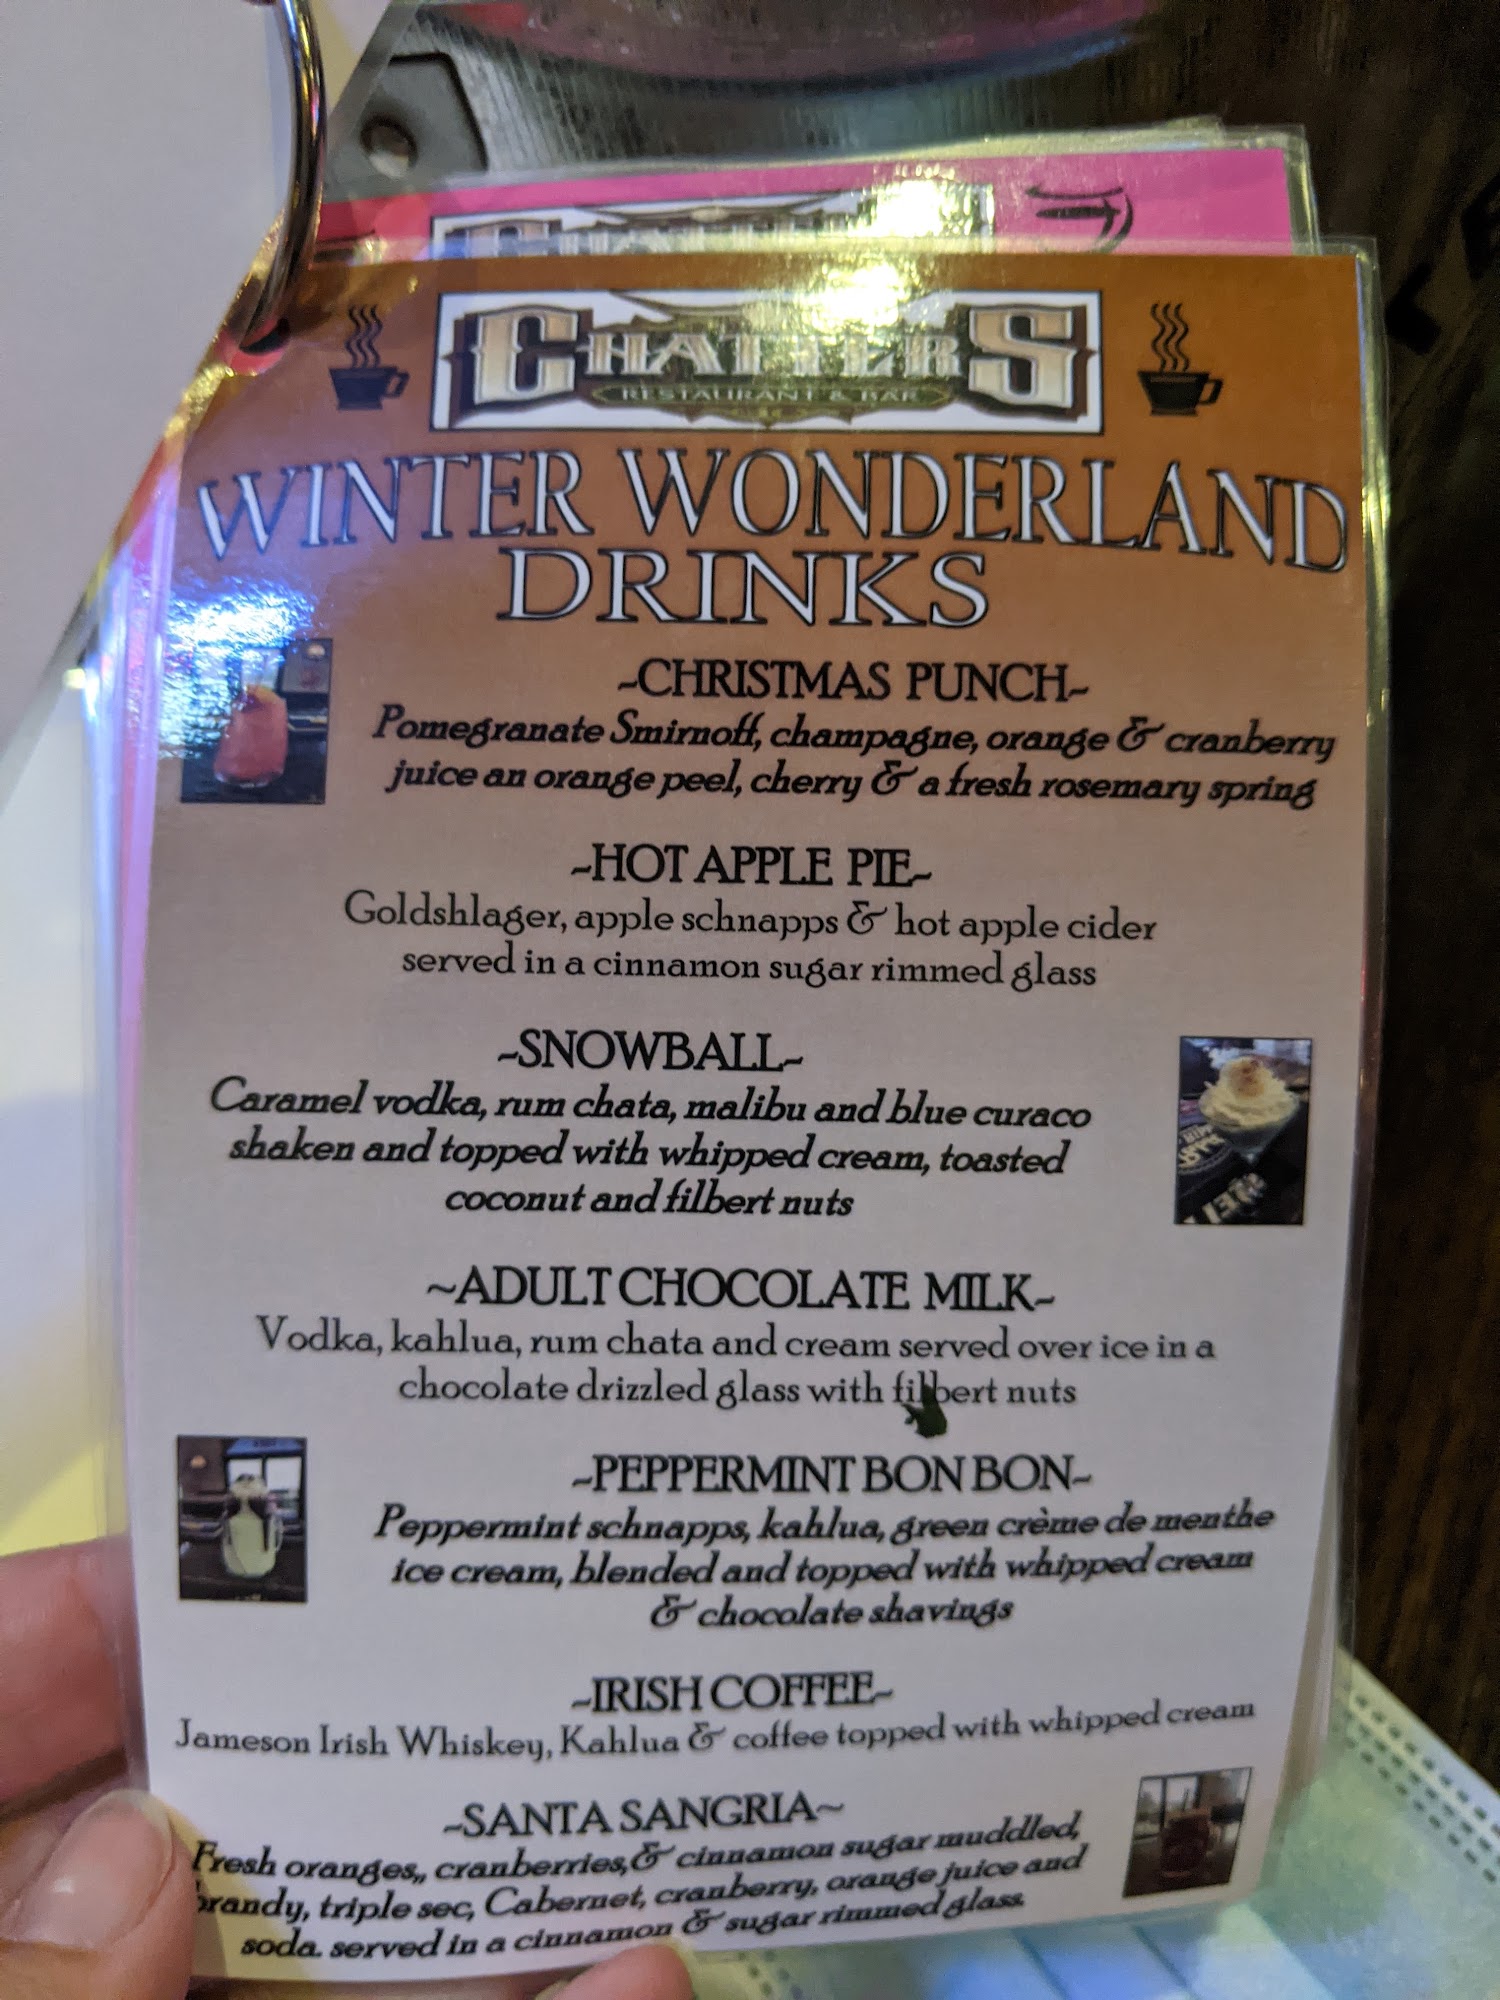 CHATTERS
RESTAURANT & BAR
WINTER WONDERLAND
DRINKS
~CHRISTMAS PUNCH~
Pomegranate Smirnoff, champagne, orange & cranberry
juice an orange peel, cherry & a fresh rosemary spring
~HOT APPLE PIE~
Goldshlager, apple schnapps & hot apple cider
served in a cinnamon sugar rimmed glass
~SNOWBALL~
Caramel vodka, rum chata, malibu and blue curaco
shaken and topped with whipped cream, toasted
coconut and filbert nuts
~ADULT CHOCOLATE MILK~
Vodka, kahlua, rum chata and cream served over ice in a
chocolate drizzled glass with filbert nuts
~PEPPERMINT BON BON~
Peppermint schnapps, kahlua, green crème de menthe
ice cream, blended and topped with whipped cream
& chocolate shavings
~IRISH COFFEE~
Jameson Irish Whiskey, Kahlua & coffee topped with whipped cream
~SANTA SANGRIA~
Fresh oranges,, cranberries,& cinnamon sugar muddled,
brandy, triple sec, Cabernet, cranberry, orange juice and
soda. served in a cinnamon & sugar rimmed glass.